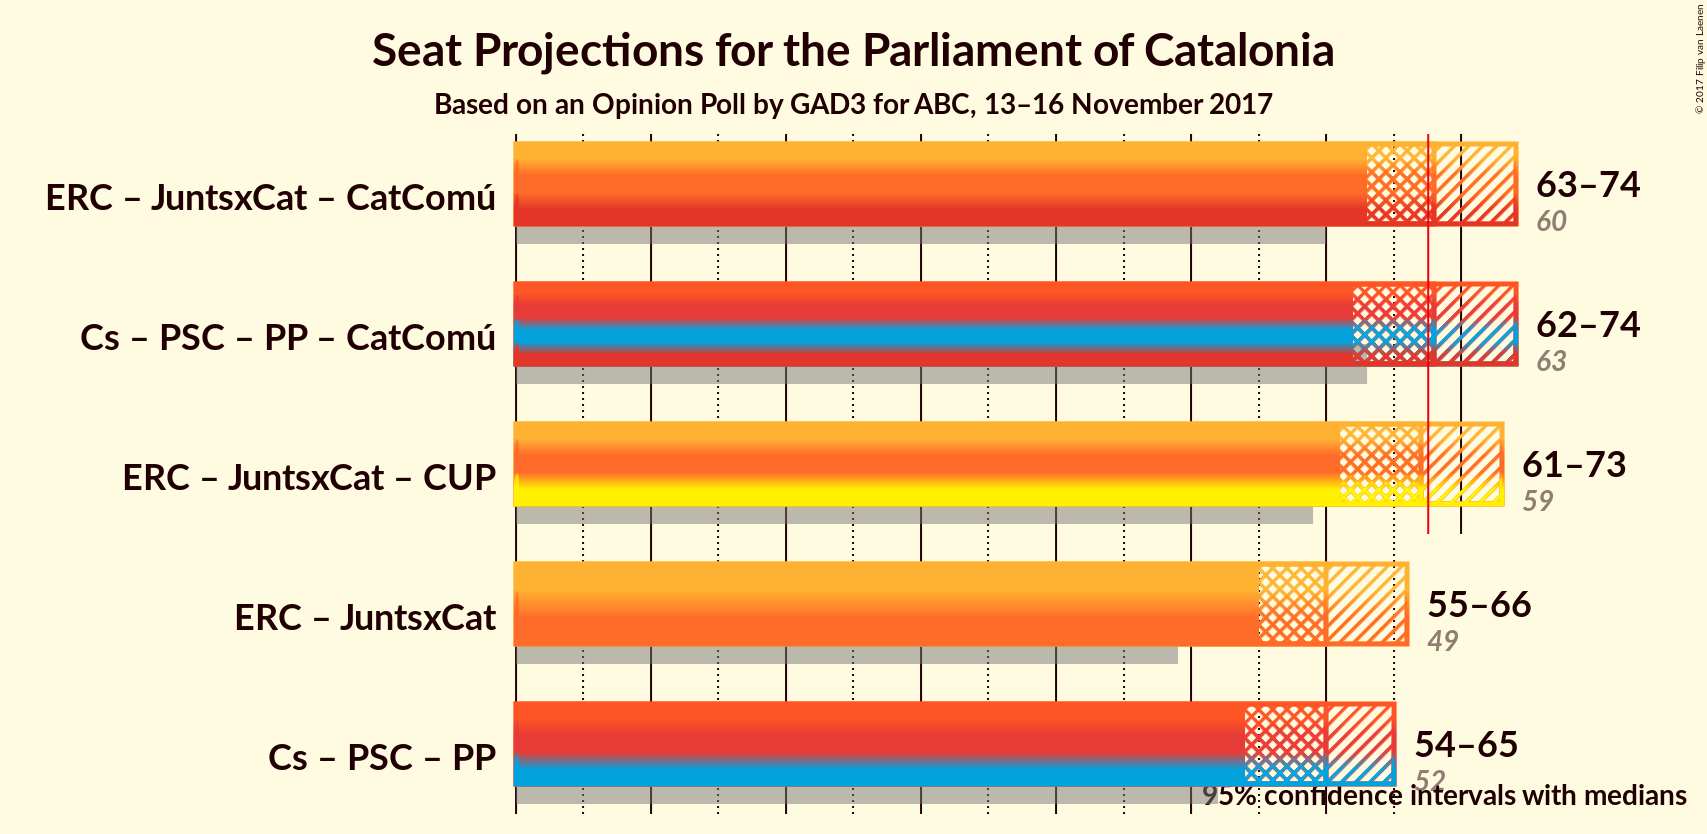 Seat Projections for the Parliament of Catalonia
Based on an Opinion Poll by GAD3 for ABC, 13–16 November 2017
© 2017 Filip van Laenen
ERC – JuntsxCat – CatComú
63–74
60
Cs – PSC – PP – CatComú
62–74
63
ERC – JuntsxCat – CUP
61–73
59
ERC – JuntsxCat
55–66
49
Cs – PSC – PP
54–65
52
95% confidence intervals with medians